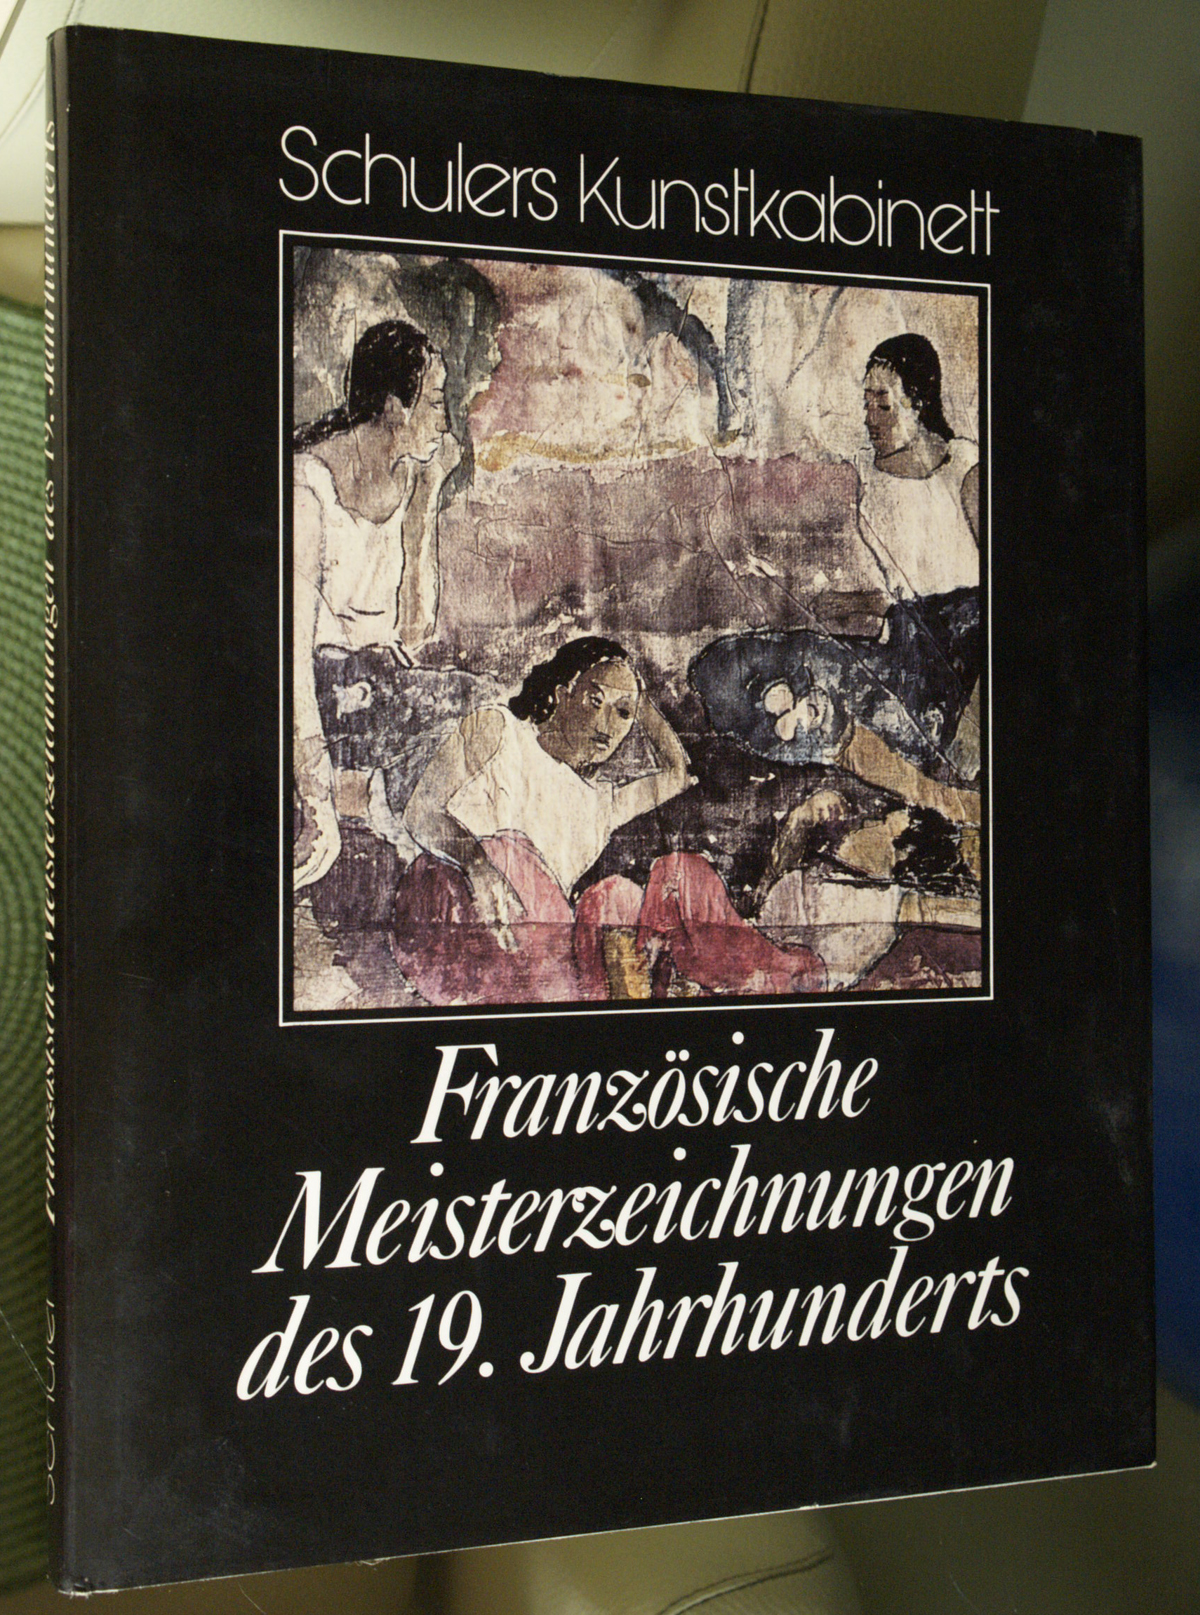 Schulers Kunstkabinett
Französische
Meisterzeichnungen
des 19. Jahrhunderts
Französische Meisterzeichnungen des 19. Jahrhunderts
Schuler